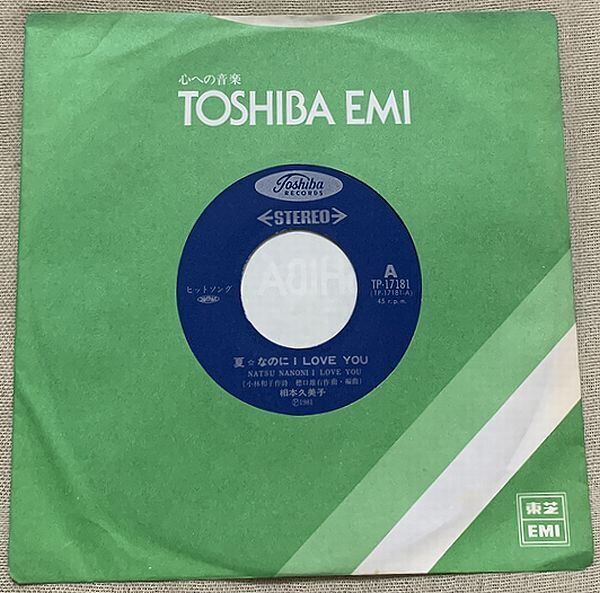 心への音楽
TOSHIBA EMI
Toshiba
RECORDS
STEREO
ヒットソング
A
TP-17181
(TP-17181-A)
45 r.p.m.
夏☆なのに I LOVE YOU
NATSU NANONI I LOVE YOU
(小林和子作詩 穂口雄右作曲・編曲)
相本久美子
Ⓟ1981
東芝
EMI